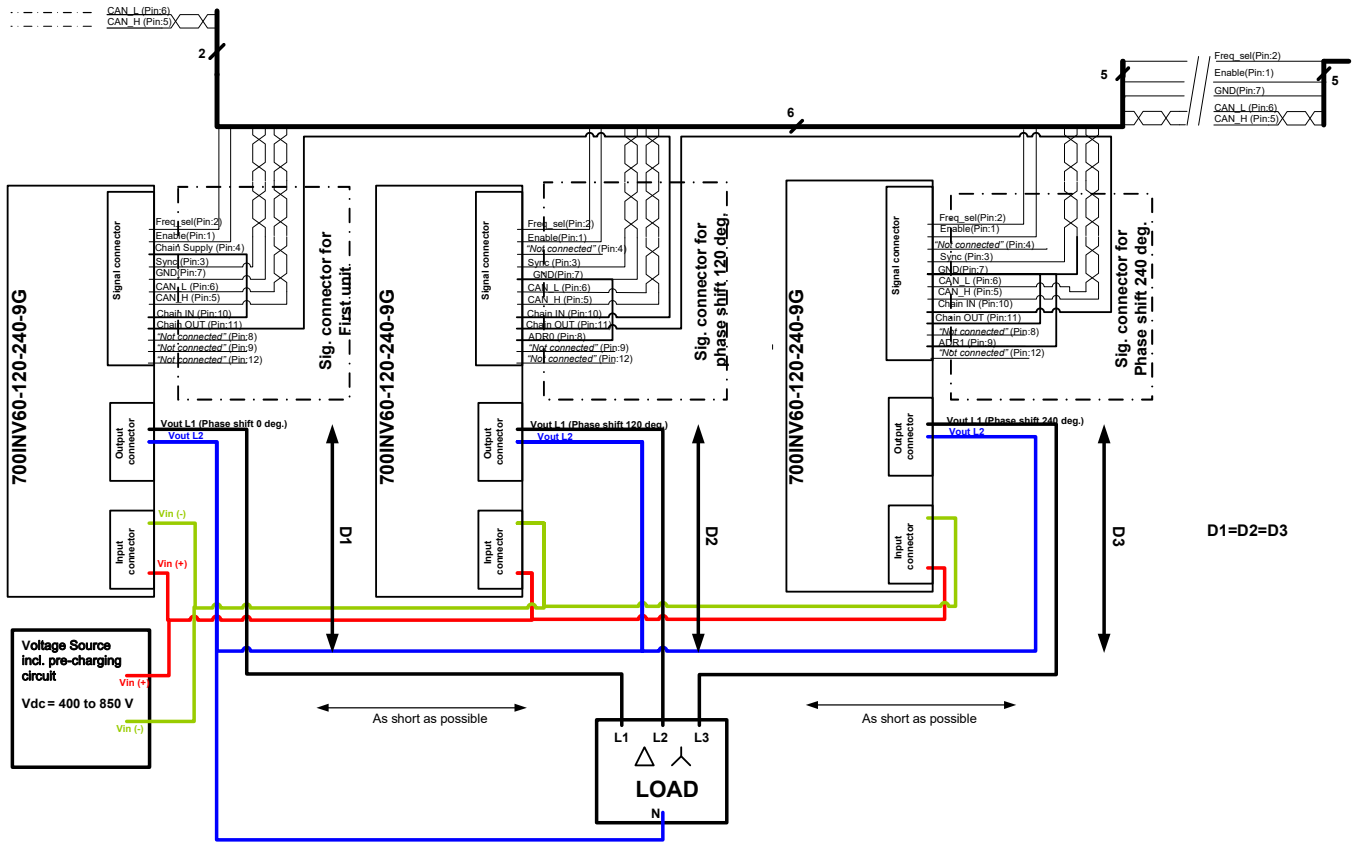 CAN_L (Pin:6)
CAN_H (Pin:5)
2
6
5
Freq_sel(Pin:2)
Enable(Pin:1)
GND(Pin:7)
CAN_L (Pin:6)
CAN_H (Pin:5)
5
700INV60-120-240-9G
Signal connector
Freq_sel(Pin:2)
Enable(Pin:1)
Chain Supply (Pin:4)
Sync(Pin:3)
GND(Pin:7)
CAN_L (Pin:6)
CAN_H (Pin:5)
Chain IN (Pin:10)
Chain OUT (Pin:11)
"Not connected" (Pin:8)
"Not connected" (Pin:9)
"Not connected" (Pin:12)
Sig. connector for
First unit.
Output
connector
Vout L1 (Phase shift 0 deg.)
Vout L2
Input
connector
Vin (-)
Vin (+)
D1
700INV60-120-240-9G
Signal connector
Freq_sel(Pin:2)
Enable(Pin:1)
"Not connected" (Pin:4)
Sync (Pin:3)
GND(Pin:7)
CAN_L (Pin:6)
CAN_H (Pin:5)
Chain IN (Pin:10)
Chain OUT (Pin:11)
ADR0 (Pin:8)
"Not connected" (Pin:9)
"Not connected" (Pin:12)
Sig. connector for
phase shift 120 deg,
Output
connector
Vout L1 (Phase shift 120 deg.)
Vout L2
Input
connector
D2
700INV60-120-240-9G
Signal connector
Freq_sel(Pin:2)
Enable(Pin:1)
"Not connected" (Pin:4)
Sync (Pin:3)
GND(Pin:7)
CAN_L (Pin:6)
CAN_H (Pin:5)
Chain IN (Pin:10)
Chain OUT (Pin:11)
"Not connected" (Pin:8)
ADR1 (Pin:9)
"Not connected" (Pin:12)
Sig. connector for
Phase shift 240 deg.
Output
connector
Vout L1 (Phase shift 240 deg.)
Vout L2
Input
connector
D3
D1=D2=D3
Voltage Source
incl. pre-charging
circuit
Vin (+)
Vdc = 400 to 850 V
Vin (-)
As short as possible
As short as possible
L1 L2 L3
LOAD
N